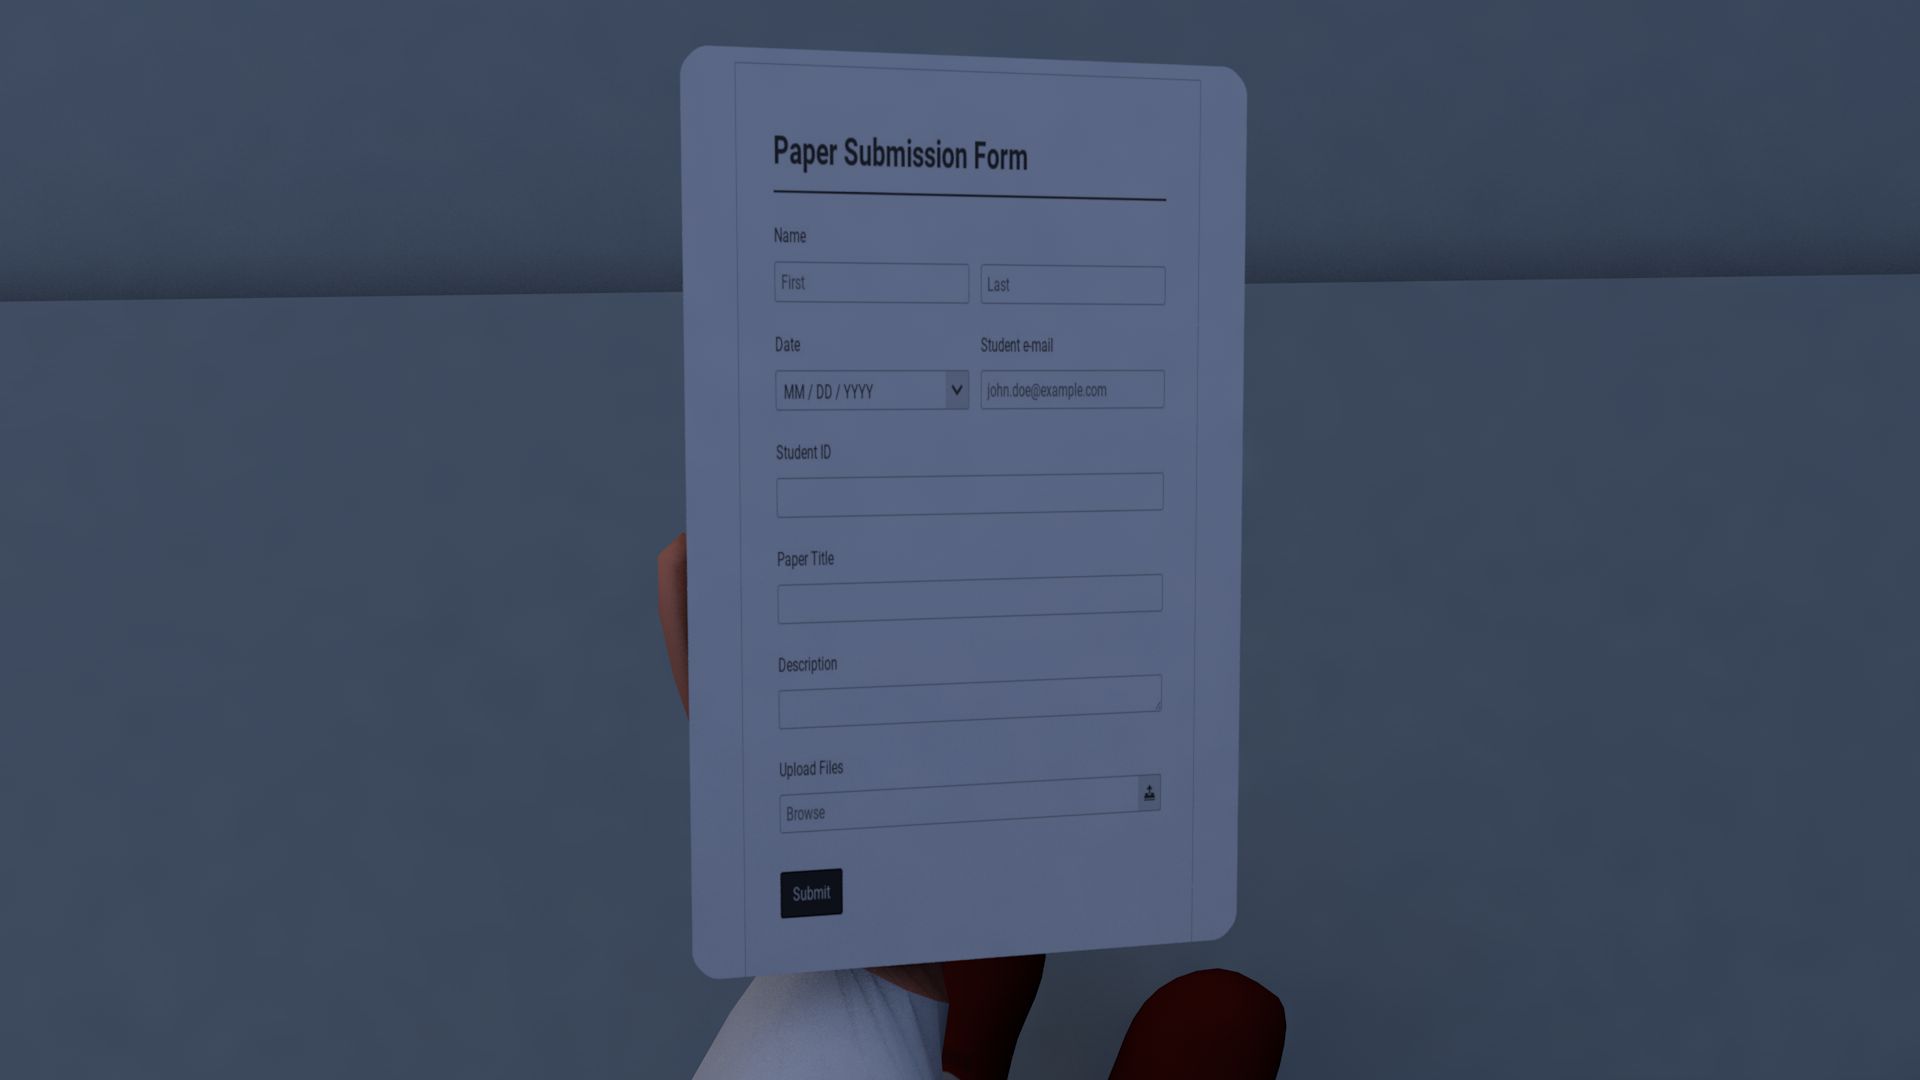 Paper Submission Form
Name
First Last
Date Student e-mail
MM / DD / YYYY john.doe@example.com
Student ID
Paper Title
Description
Upload Files
Browse
Submit